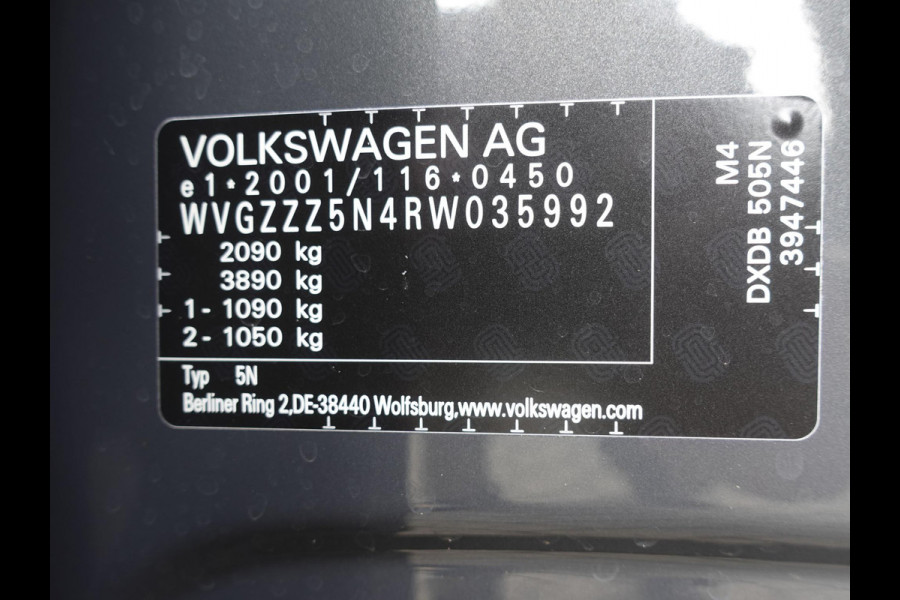 VOLKSWAGEN AG
e1*2001/116*0450
WVGZZZ5N4RW035992
2090 kg
3890 kg
1- 1090 kg
2- 1050 kg
Typ 5N
Berliner Ring 2,DE-38440 Wolfsburg,www.volkswagen.com
M4
DXDB 505N
3947446